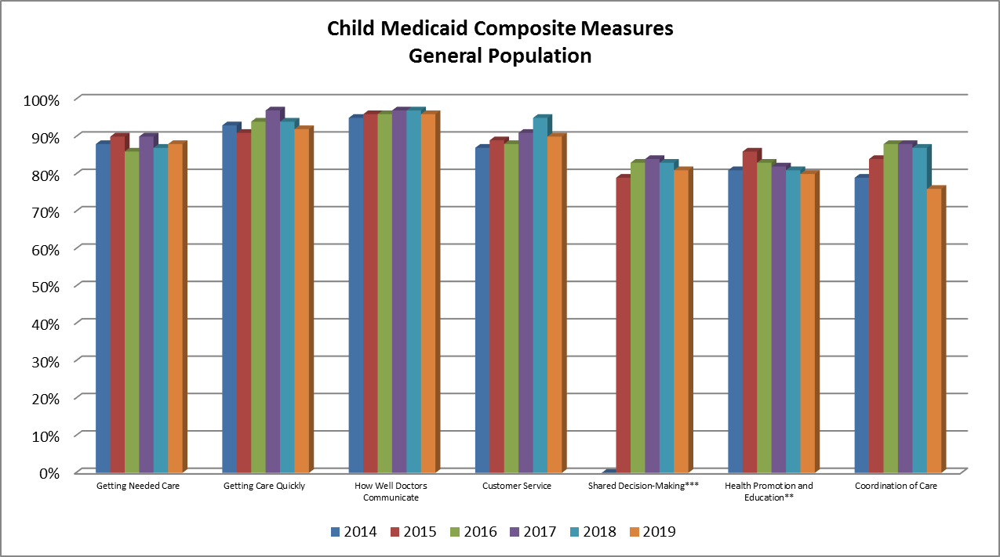 Child Medicaid Composite Measures
General Population
100%
90%
80%
70%
60%
50%
40%
30%
20%
10%
0%
Getting Needed Care
Getting Care Quickly
How Well Doctors
Communicate
Customer Service
Shared Decision-Making***
Health Promotion and
Education**
Coordination of Care
2014 2015 2016 2017 2018 2019